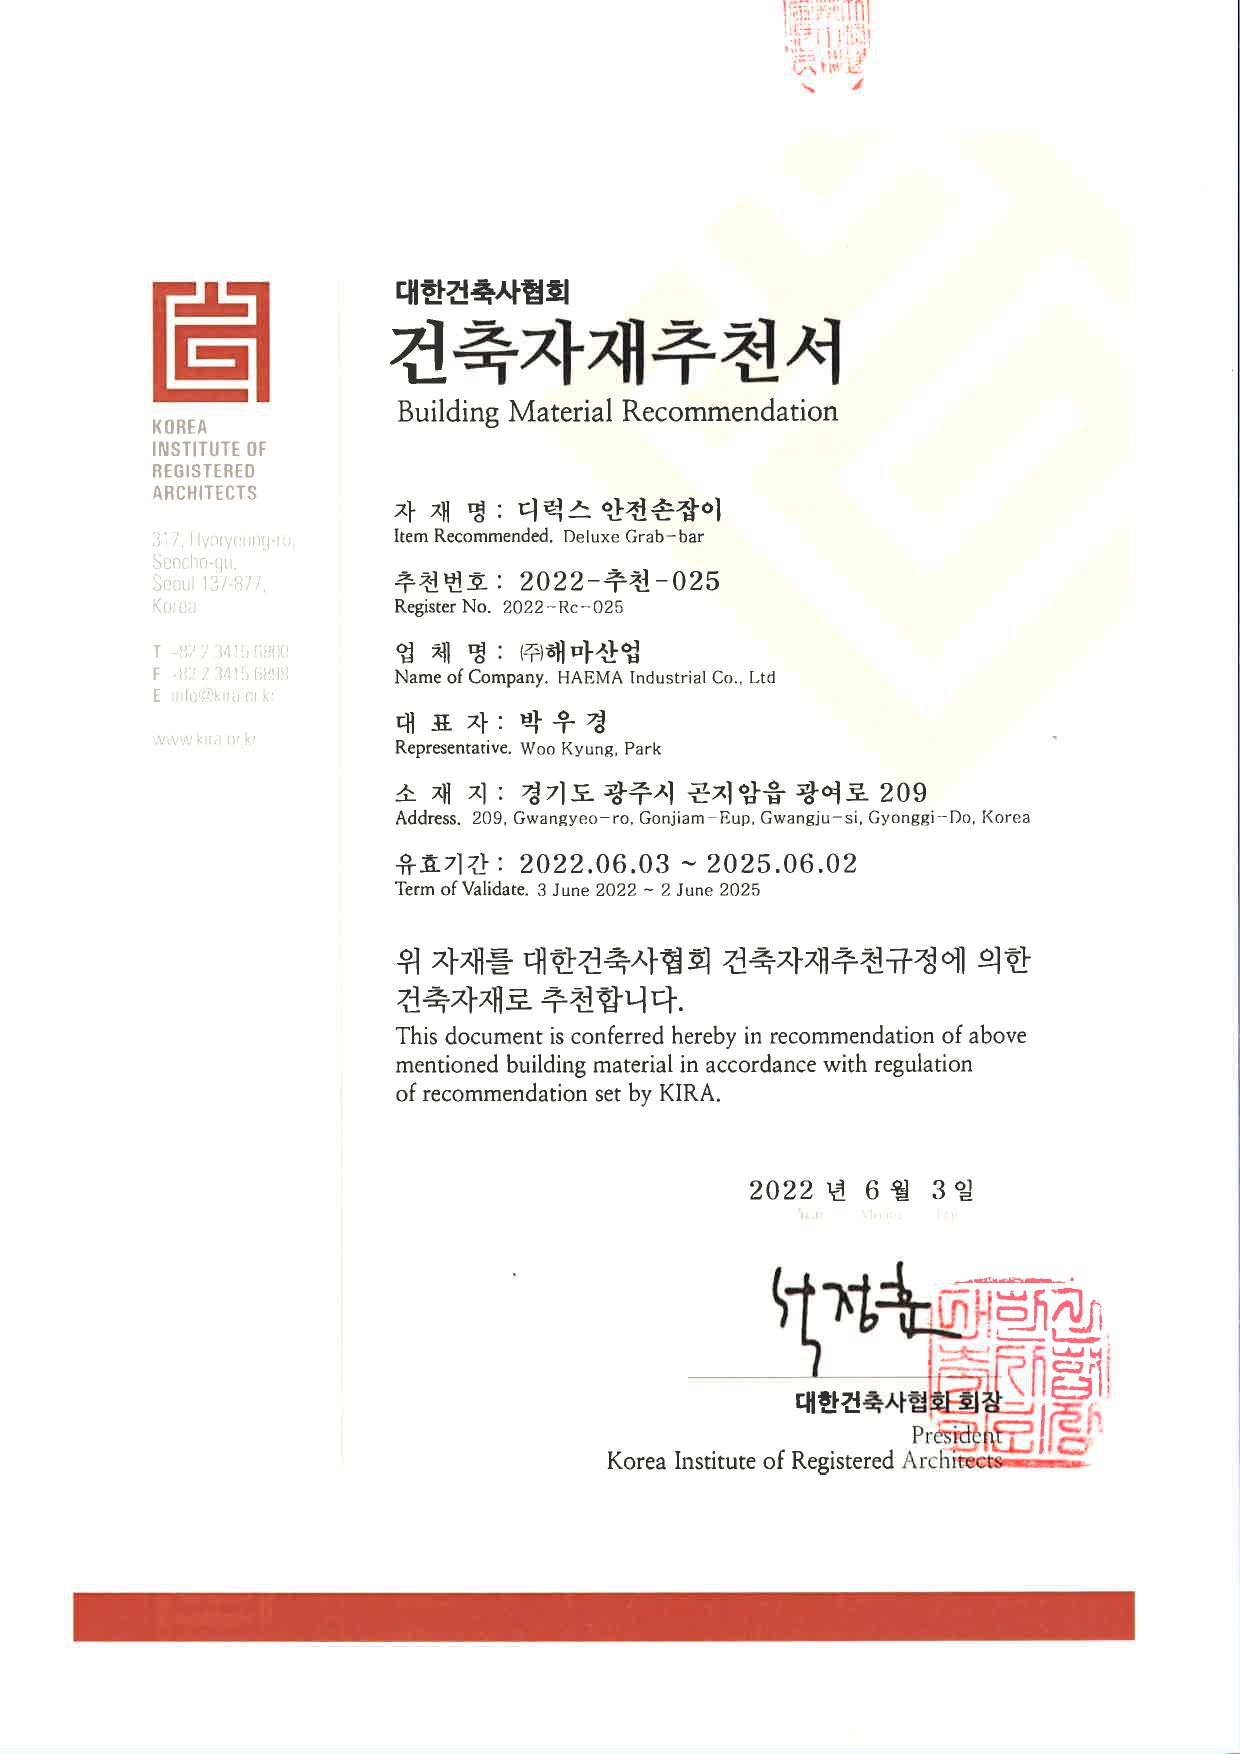 대한건축사협회
건축자재추천서
Building Material Recommendation
KOREA
INSTITUTE OF
REGISTERED
ARCHITECTS
317, Hyoryeong-ro,
Seocho-gu,
Seoul 137-877,
Korea
T +82 2 3415 6800
F +82 2 3415 6898
E info@kira.or.kr
www.kira.or.kr
자 재 명 : 디럭스 안전손잡이
Item Recommended. Deluxe Grab-bar
추천번호 : 2022-추천-025
Register No. 2022-Rc-025
업 체 명 : ㈜해마산업
Name of Company. HAEMA Industrial Co., Ltd
대 표 자 : 박 우 경
Representative. Woo Kyung, Park
소 재 지 : 경기도 광주시 곤지암읍 광여로 209
Address. 209, Gwangyeo-ro, Gonjiam-Eup, Gwangju-si, Gyonggi-Do, Korea
유효기간 : 2022.06.03 ~ 2025.06.02
Term of Validate. 3 June 2022 ~ 2 June 2025
위 자재를 대한건축사협회 건축자재추천규정에 의한
건축자재로 추천합니다.
This document is conferred hereby in recommendation of above
mentioned building material in accordance with regulation
of recommendation set by KIRA.
2022 년 6 월 3 일
석정훈
대한건축사협회 회장
President
Korea Institute of Registered Architects